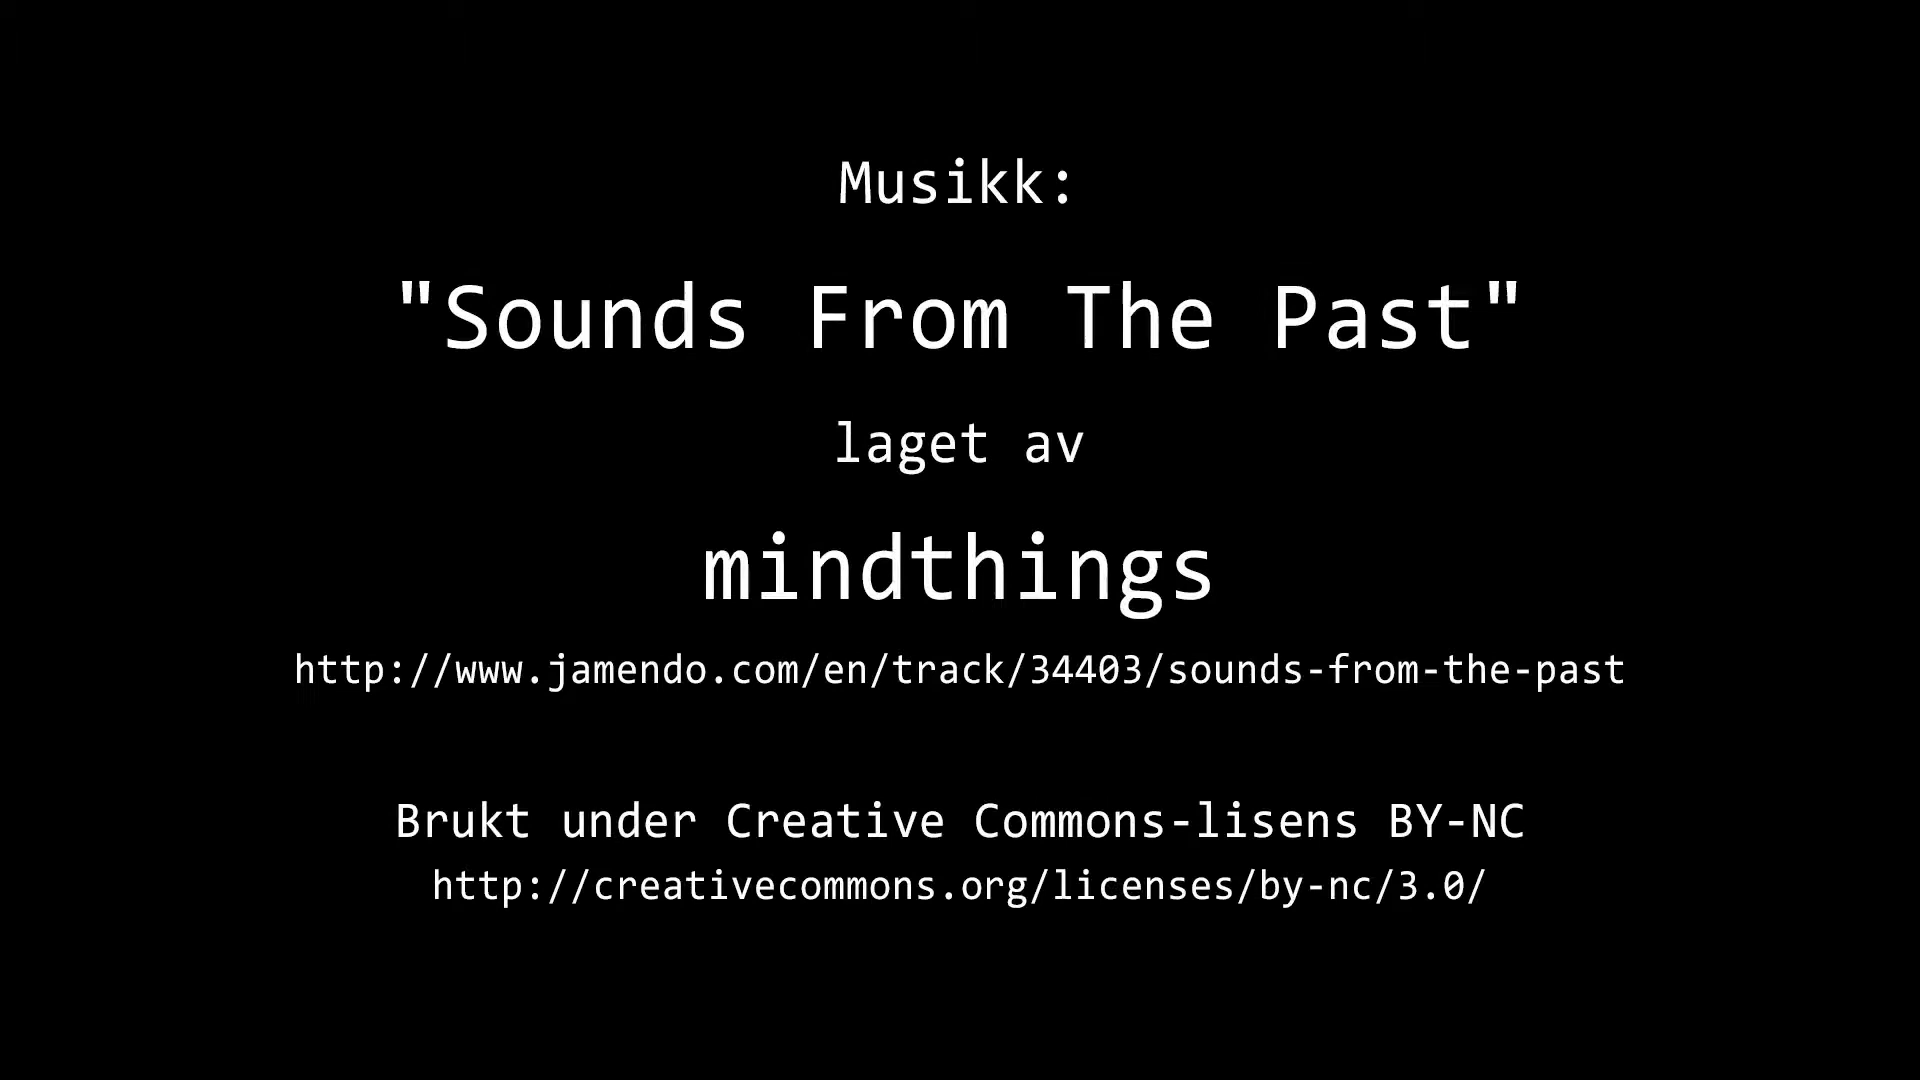 Musikk:
"Sounds From The Past"
laget av
mindthings
http://www.jamendo.com/en/track/34403/sounds-from-the-past
Brukt under Creative Commons-lisens BY-NC
http://creativecommons.org/licenses/by-nc/3.0/